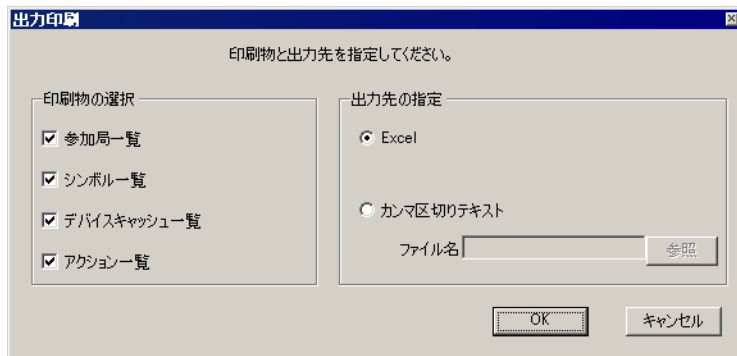 出力印刷
印刷物と出力先を指定してください。
印刷物の選択
参加局一覧
シンボル一覧
デバイスキャッシュ一覧
アクション一覧
出力先の指定
Excel
カンマ区切りテキスト
ファイル名
参照
OK
キャンセル